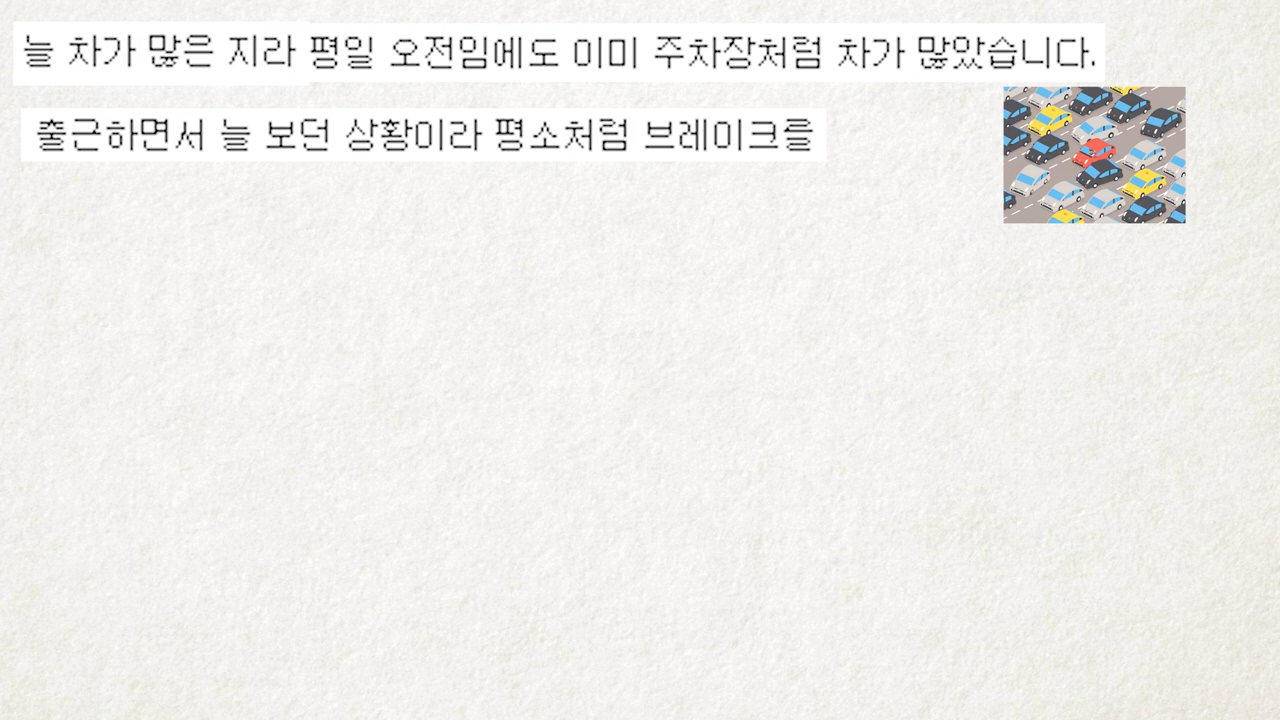 늘 차가 많은 지라 평일 오전임에도 이미 주차장처럼 차가 많았습니다.
출근하면서 늘 보던 상황이라 평소처럼 브레이크를